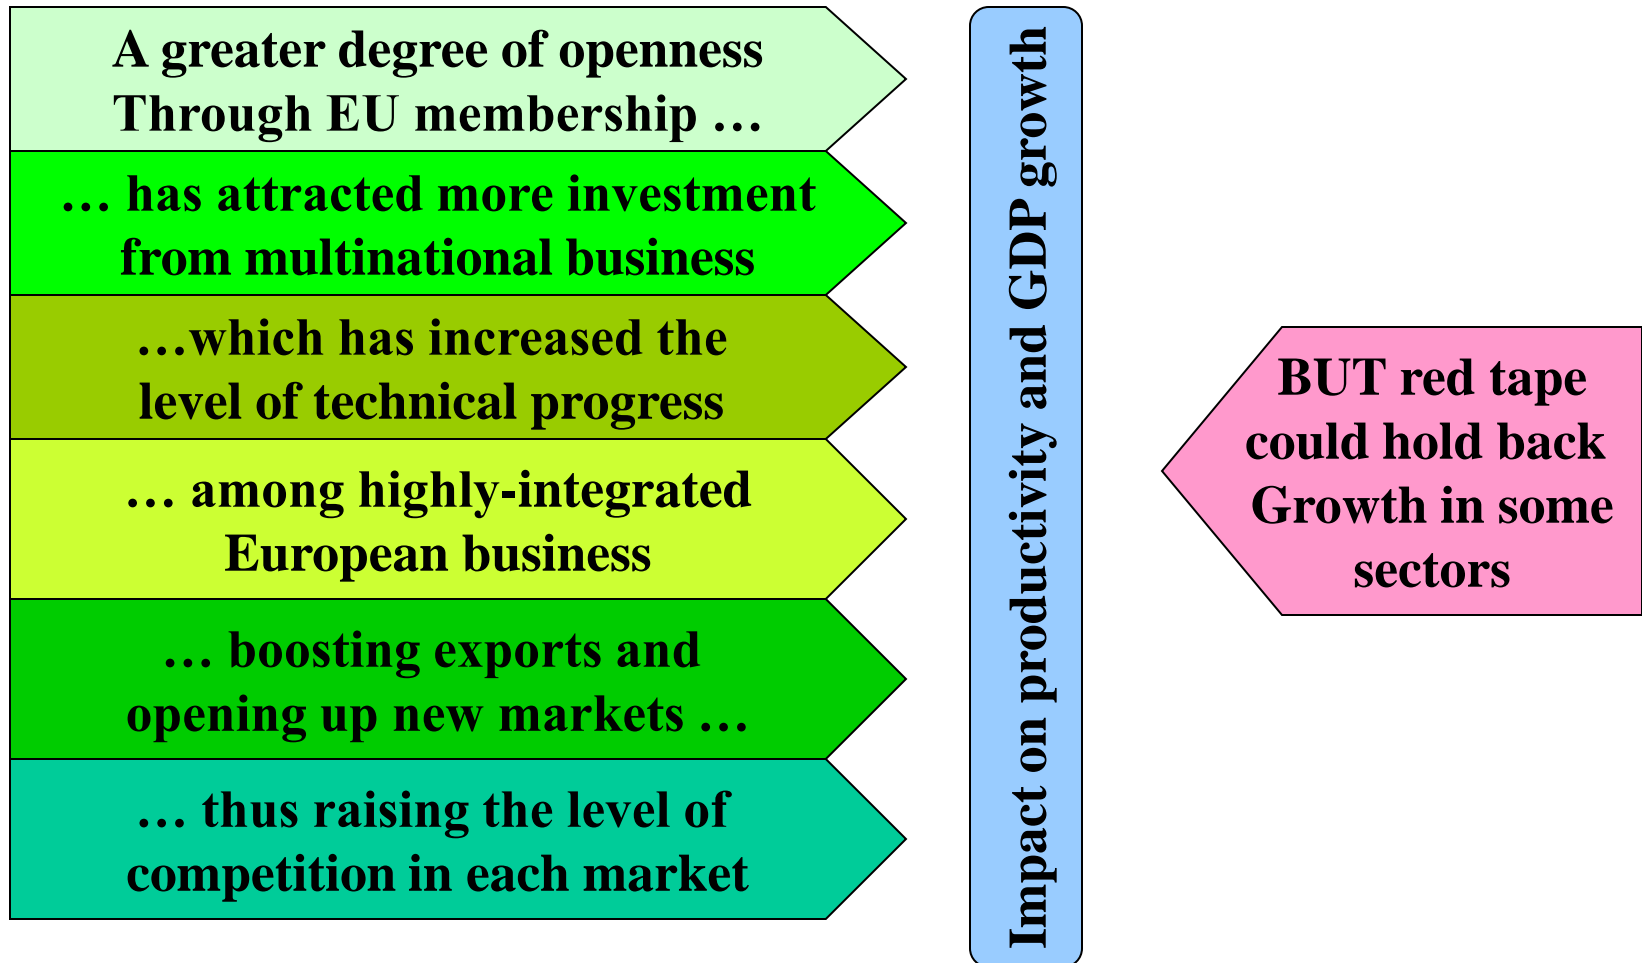 A greater degree of openness
Through EU membership …
… has attracted more investment
from multinational business
…which has increased the
level of technical progress
… among highly-integrated
European business
… boosting exports and
opening up new markets …
… thus raising the level of
competition in each market
Impact on productivity and GDP growth
BUT red tape
could hold back
Growth in some
sectors